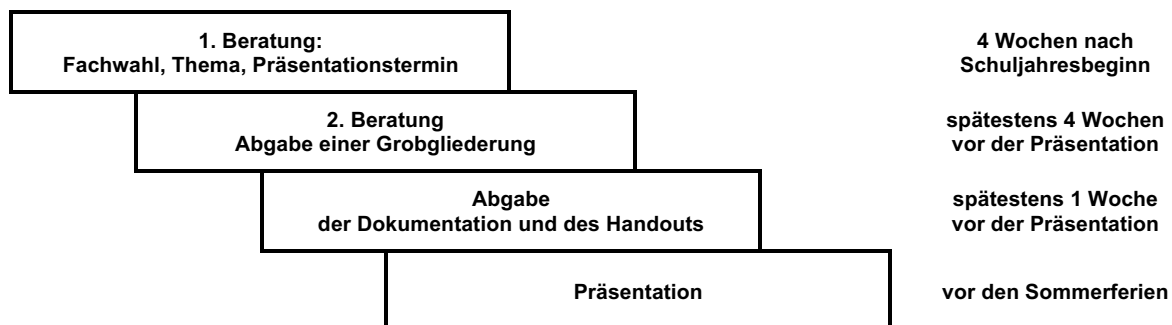 1. Beratung:
Fachwahl, Thema, Präsentationstermin
4 Wochen nach
Schuljahresbeginn
2. Beratung
Abgabe einer Grobgliederung
spätestens 4 Wochen
vor der Präsentation
Abgabe
der Dokumentation und des Handouts
spätestens 1 Woche
vor der Präsentation
Präsentation
vor den Sommerferien